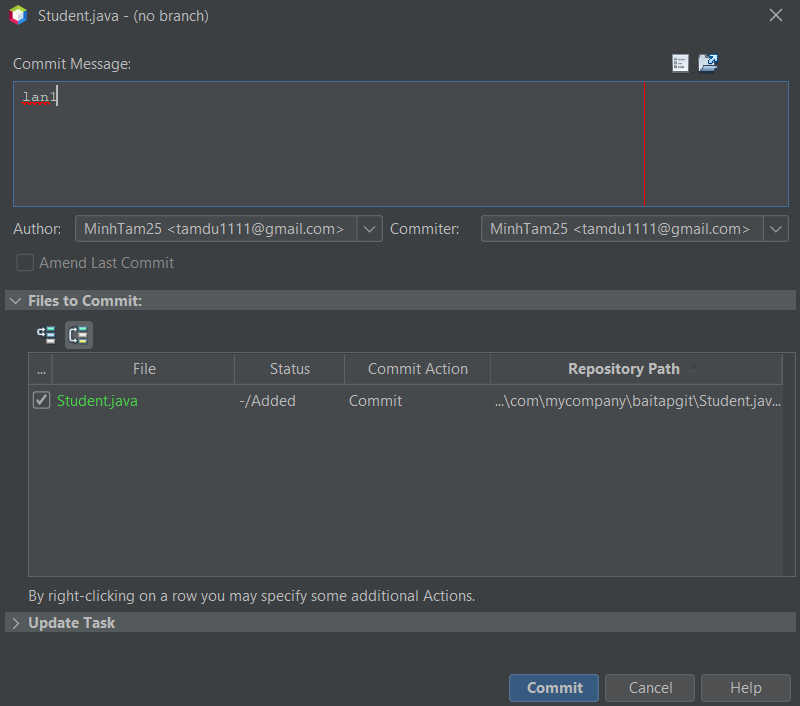 Student.java - (no branch)
Commit Message:
lan1
Author: MinhTam25 <tamdu1111@gmail.com> Commiter: MinhTam25 <tamdu1111@gmail.com>
Amend Last Commit
Files to Commit:
... File Status Commit Action Repository Path
Student.java -/Added Commit ...\com\mycompany\baitapgit\Student.jav...
By right-clicking on a row you may specify some additional Actions.
Update Task
Commit Cancel Help